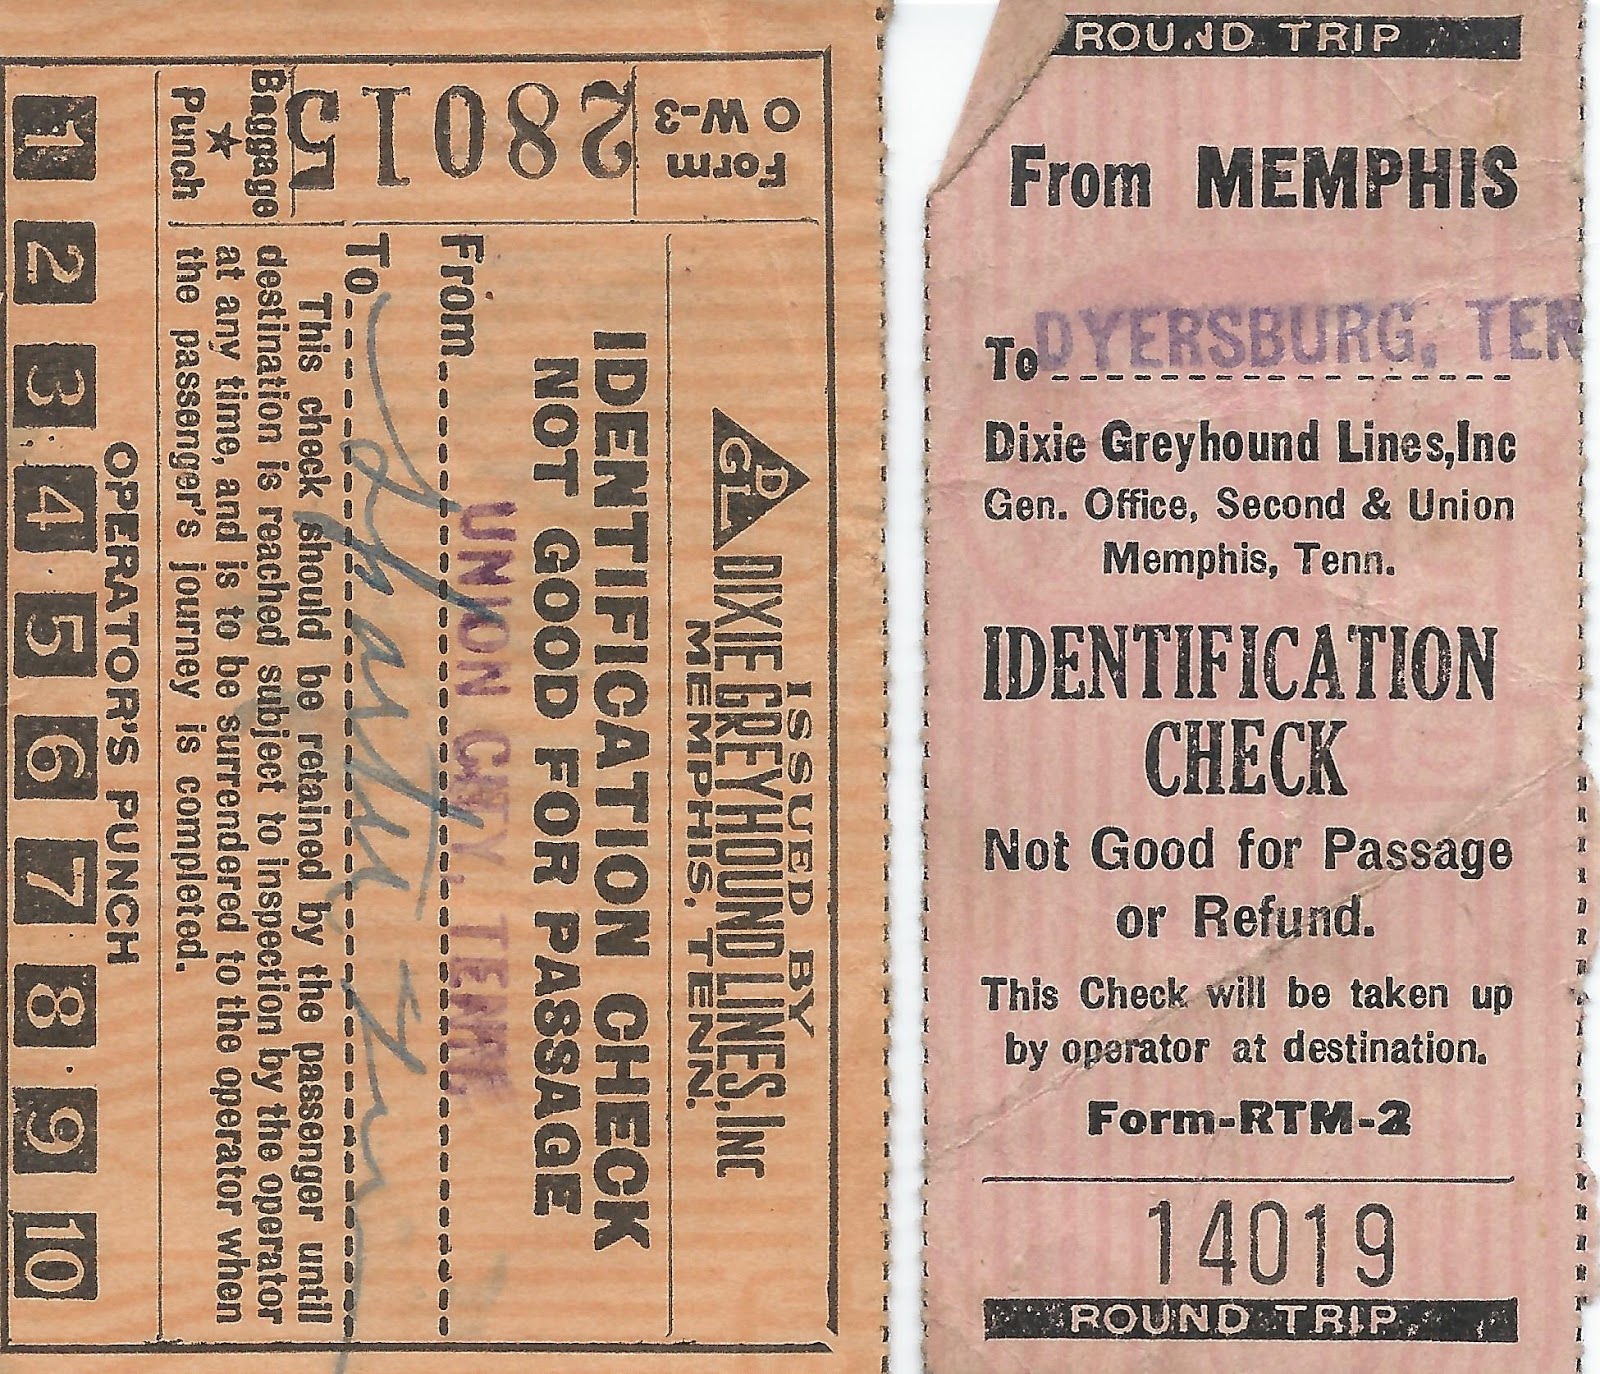 Form
OW-3
28015
Baggage
★
Punch
ISSUED BY
DGL DIXIE GREYHOUND LINES, Inc
MEMPHIS, TENN.
IDENTIFICATION CHECK
NOT GOOD FOR PASSAGE
From UNION CITY, TENN.
To
This check should be retained by the passenger until
destination is reached subject to inspection by the operator
at any time, and is to be surrendered to the operator when
the passenger's journey is completed.
OPERATOR'S PUNCH
1 2 3 4 5 6 7 8 9 10
ROUND TRIP
From MEMPHIS
To DYERSBURG, TEN
Dixie Greyhound Lines, Inc
Gen. Office, Second & Union
Memphis, Tenn.
IDENTIFICATION
CHECK
Not Good for Passage
or Refund.
This Check will be taken up
by operator at destination.
Form-RTM-2
14019
ROUND TRIP